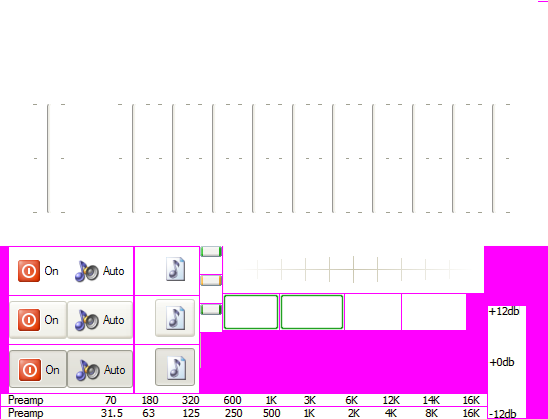 On Auto
On Auto
+12db
On Auto
+0db
Preamp 70 180 320 600 1K 3K 6K 12K 14K 16K
Preamp 31.5 63 125 250 500 1K 2K 4K 8K 16K
-12db